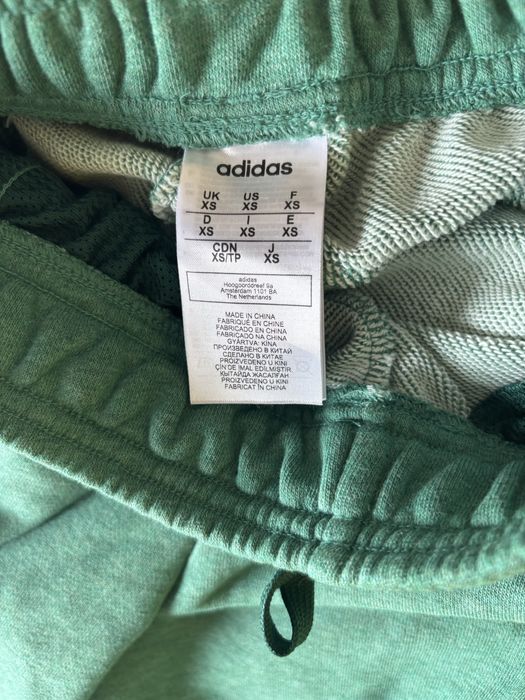 adidas
UK US F
XS XS XS
D I E
XS XS XS
CDN J
XS/TP XS
adidas
Hoogoorddreef 9a
Amsterdam 1101 BA
The Netherlands
MADE IN CHINA
FABRIQUÉ EN CHINE
FABRICADO EN CHINA
FABRICADO NA CHINA
GYÁRTVA: KÍNA
ПРОИЗВЕДЕНО В КИТАЙ
СДЕЛАНО В КИТАЕ
PROIZVEDENO U KINI
ÇİN DE IMAL EDİLMİŞTİR
ҚЫТАЙДА ЖАСАЛҒАН
PROIZVEDENO U KINI
FABRICAT ÎN CHINA